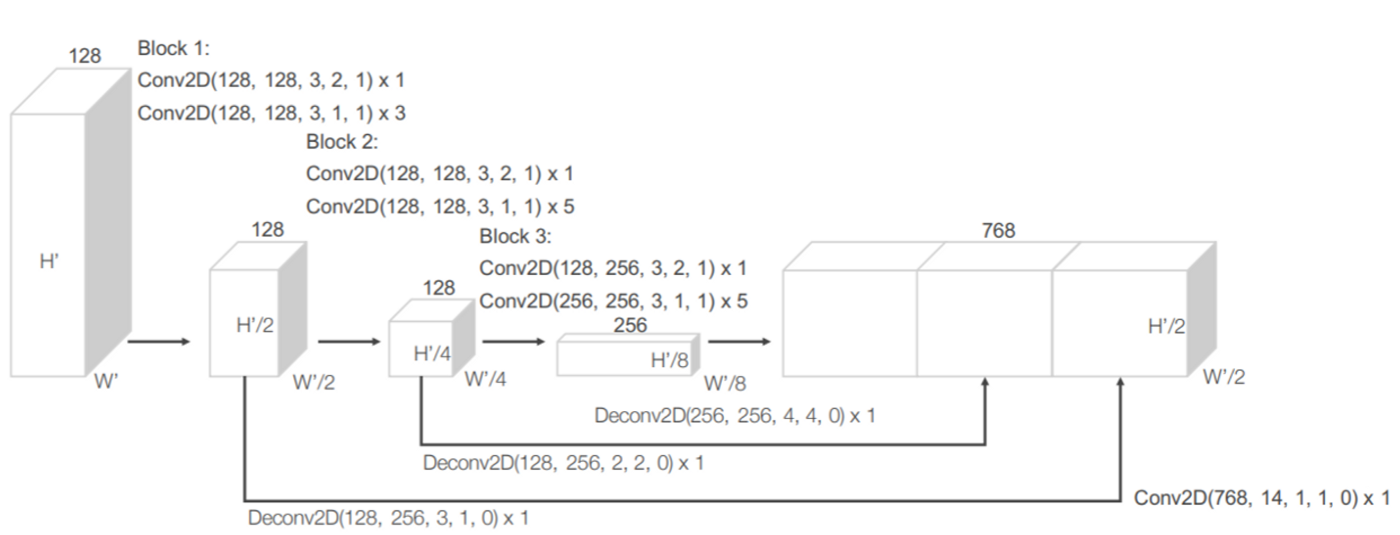 128
Block 1:
Conv2D(128, 128, 3, 2, 1) x 1
Conv2D(128, 128, 3, 1, 1) x 3
Block 2:
Conv2D(128, 128, 3, 2, 1) x 1
Conv2D(128, 128, 3, 1, 1) x 5
Block 3:
Conv2D(128, 256, 3, 2, 1) x 1
Conv2D(256, 256, 3, 1, 1) x 5
H'
W'
128
H'/2
W'/2
128
H'/4
W'/4
256
H'/8
W'/8
768
H'/2
W'/2
Deconv2D(256, 256, 4, 4, 0) x 1
Deconv2D(128, 256, 2, 2, 0) x 1
Deconv2D(128, 256, 3, 1, 0) x 1
Conv2D(768, 14, 1, 1, 0) x 1